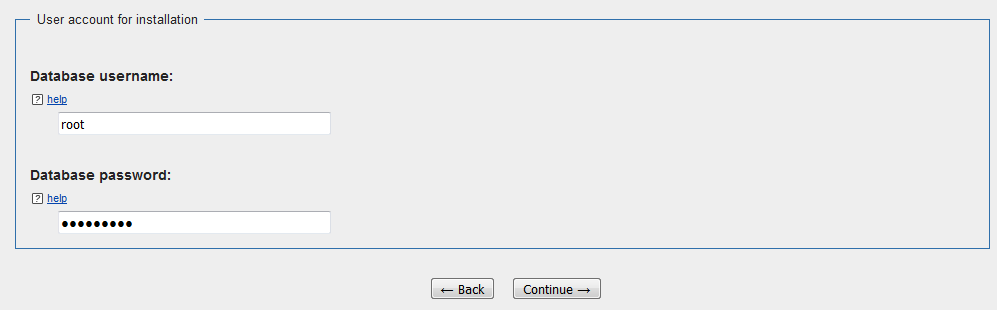 User account for installation
Database username:
? help
root
Database password:
? help
●●●●●●●●●
← Back Continue →